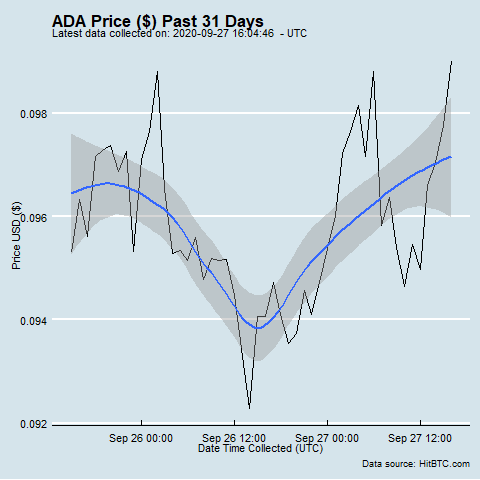 ADA Price ($) Past 31 Days
Latest data collected on: 2020-09-27 16:04:46 - UTC
0.098
0.096
0.094
0.092
Price USD ($)
Sep 26 00:00
Sep 26 12:00
Sep 27 00:00
Sep 27 12:00
Date Time Collected (UTC)
Data source: HitBTC.com